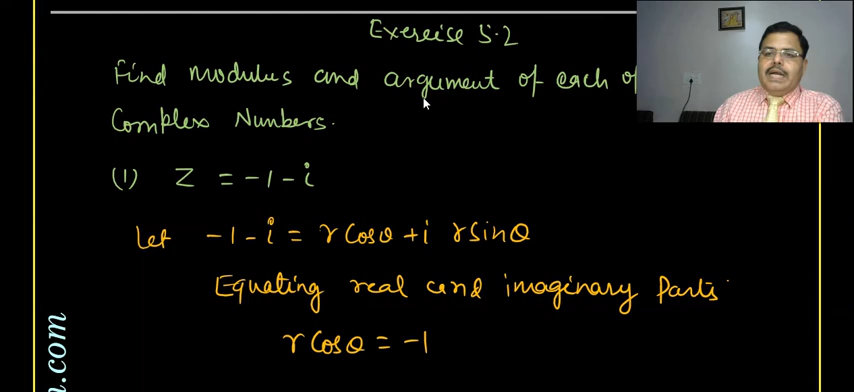 Exercise 5.2
Find modulus and argument of each of
Complex Numbers.
(1) Z = -1 - i
Let -1 - i = r Cosθ + i r sinθ
Equating real and imaginary Parts
r Cosθ = -1
n.com